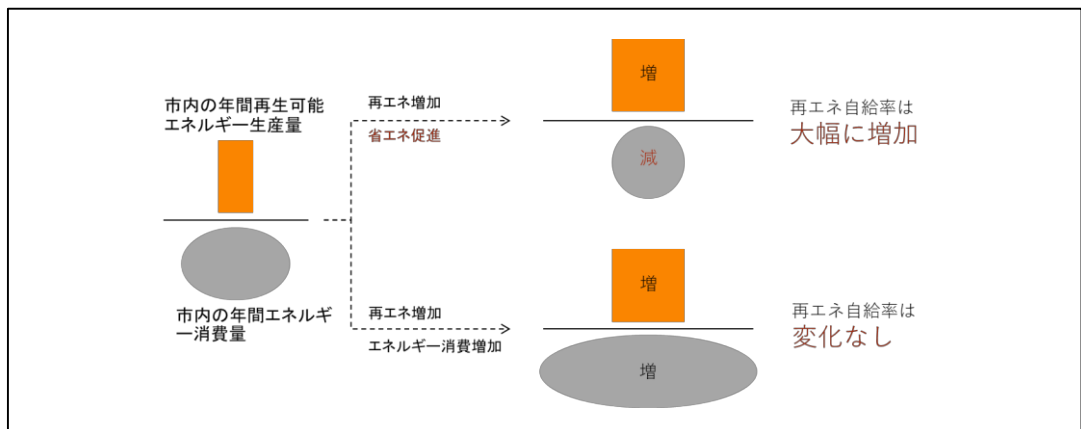 市内の年間再生可能
エネルギー生産量
市内の年間エネルギ
ー消費量
再エネ増加
省エネ促進
増
減
再エネ自給率は
大幅に増加
再エネ増加
エネルギー消費増加
増
増
再エネ自給率は
変化なし